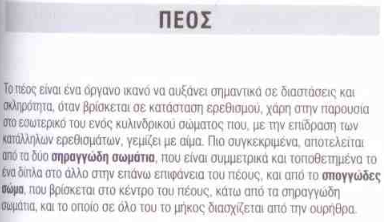 ΠΕΟΣ
Το πέος είναι ένα όργανο ικανό να αυξάνει σημαντικά σε διαστάσεις και
σκληρότητα, όταν βρίσκεται σε κατάσταση ερεθισμού, χάρη στην παρουσία
στο εσωτερικό του ενός κυλινδρικού σώματος που, με την επίδραση των
κατάλληλων ερεθισμάτων, γεμίζει με αίμα. Πιο συγκεκριμένα, αποτελείται
από τα δύο σηραγγώδη σωμάτια, που είναι συμμετρικά και τοποθετημένα το
ένα δίπλα στο άλλο στην επάνω επιφάνεια του πέους, και από το σπογγώδες
σώμα, που βρίσκεται στο κέντρο του πέους, κάτω από τα σηραγγώδη
σωμάτια, και το οποίο σε όλο του το μήκος διασχίζεται από την ουρήθρα.